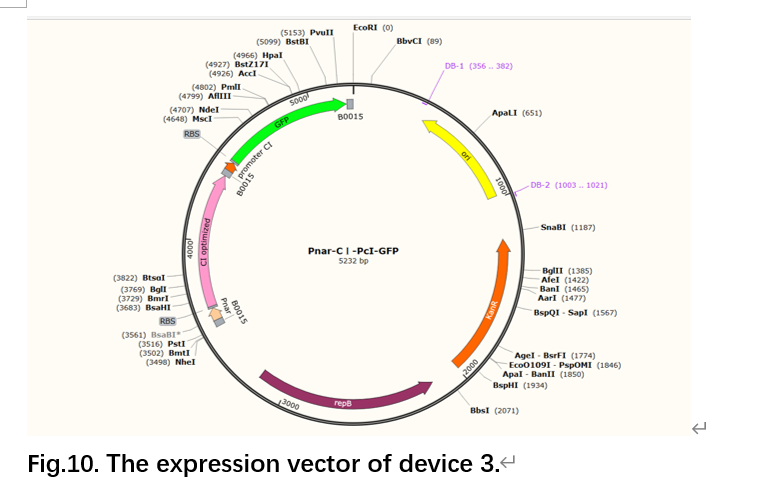 EcoRI (0)
BbvCI (89)
DB-1 (356 .. 382)
ApaLI (651)
DB-2 (1003 .. 1021)
SnaBI (1187)
BglII (1385)
AfeI (1422)
BanI (1465)
AarI (1477)
BspQI - SapI (1567)
AgeI - BsrFI (1774)
EcoO109I - PspOMI (1846)
ApaI - BanII (1850)
BspHI (1934)
BbsI (2071)
(3498) NheI
(3502) BmtI
(3516) PstI
(3561) BsaBI*
RBS
(3683) BsaHI
(3729) BmrI
(3769) BglI
(3822) BtsαI
(4648) MscI
(4707) NdeI
(4799) AflIII
(4802) PmlI
(4926) AccI
(4927) BstZ17I
(4966) HpaI
(5099) BstBI
(5153) PvuII
RBS
1000
2000
3000
4000
5000
ori
KanR
repB
B0015
Pnar
CI optimized
B0015
promoter CI
GFP
B0015
Pnar-C I -PcI-GFP
5232 bp
Fig.10. The expression vector of device 3.